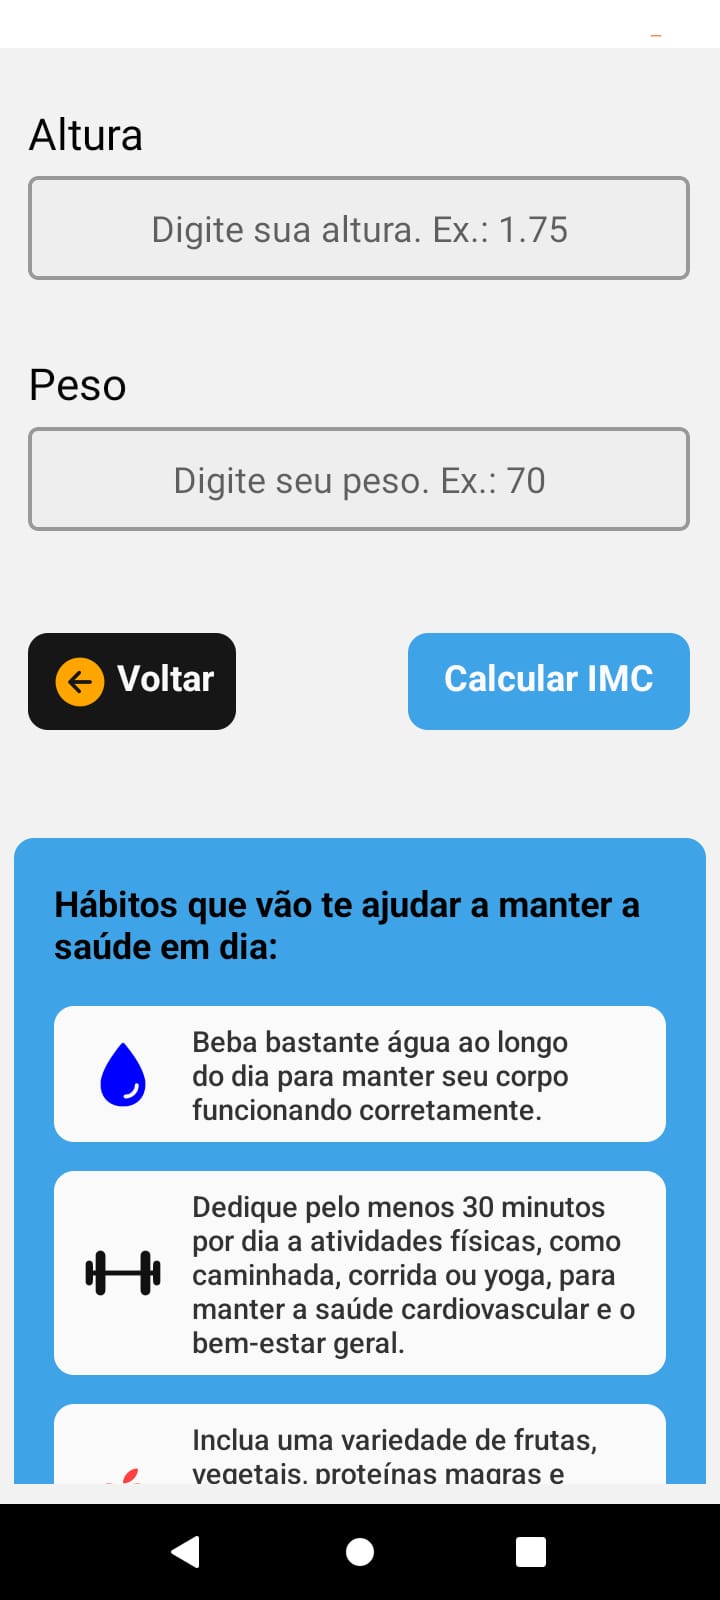 Altura
Digite sua altura. Ex.: 1.75
Peso
Digite seu peso. Ex.: 70
Voltar
Calcular IMC
Hábitos que vão te ajudar a manter a
saúde em dia:
Beba bastante água ao longo
do dia para manter seu corpo
funcionando corretamente.
Dedique pelo menos 30 minutos
por dia a atividades físicas, como
caminhada, corrida ou yoga, para
manter a saúde cardiovascular e o
bem-estar geral.
Inclua uma variedade de frutas,
vegetais, proteínas magras e